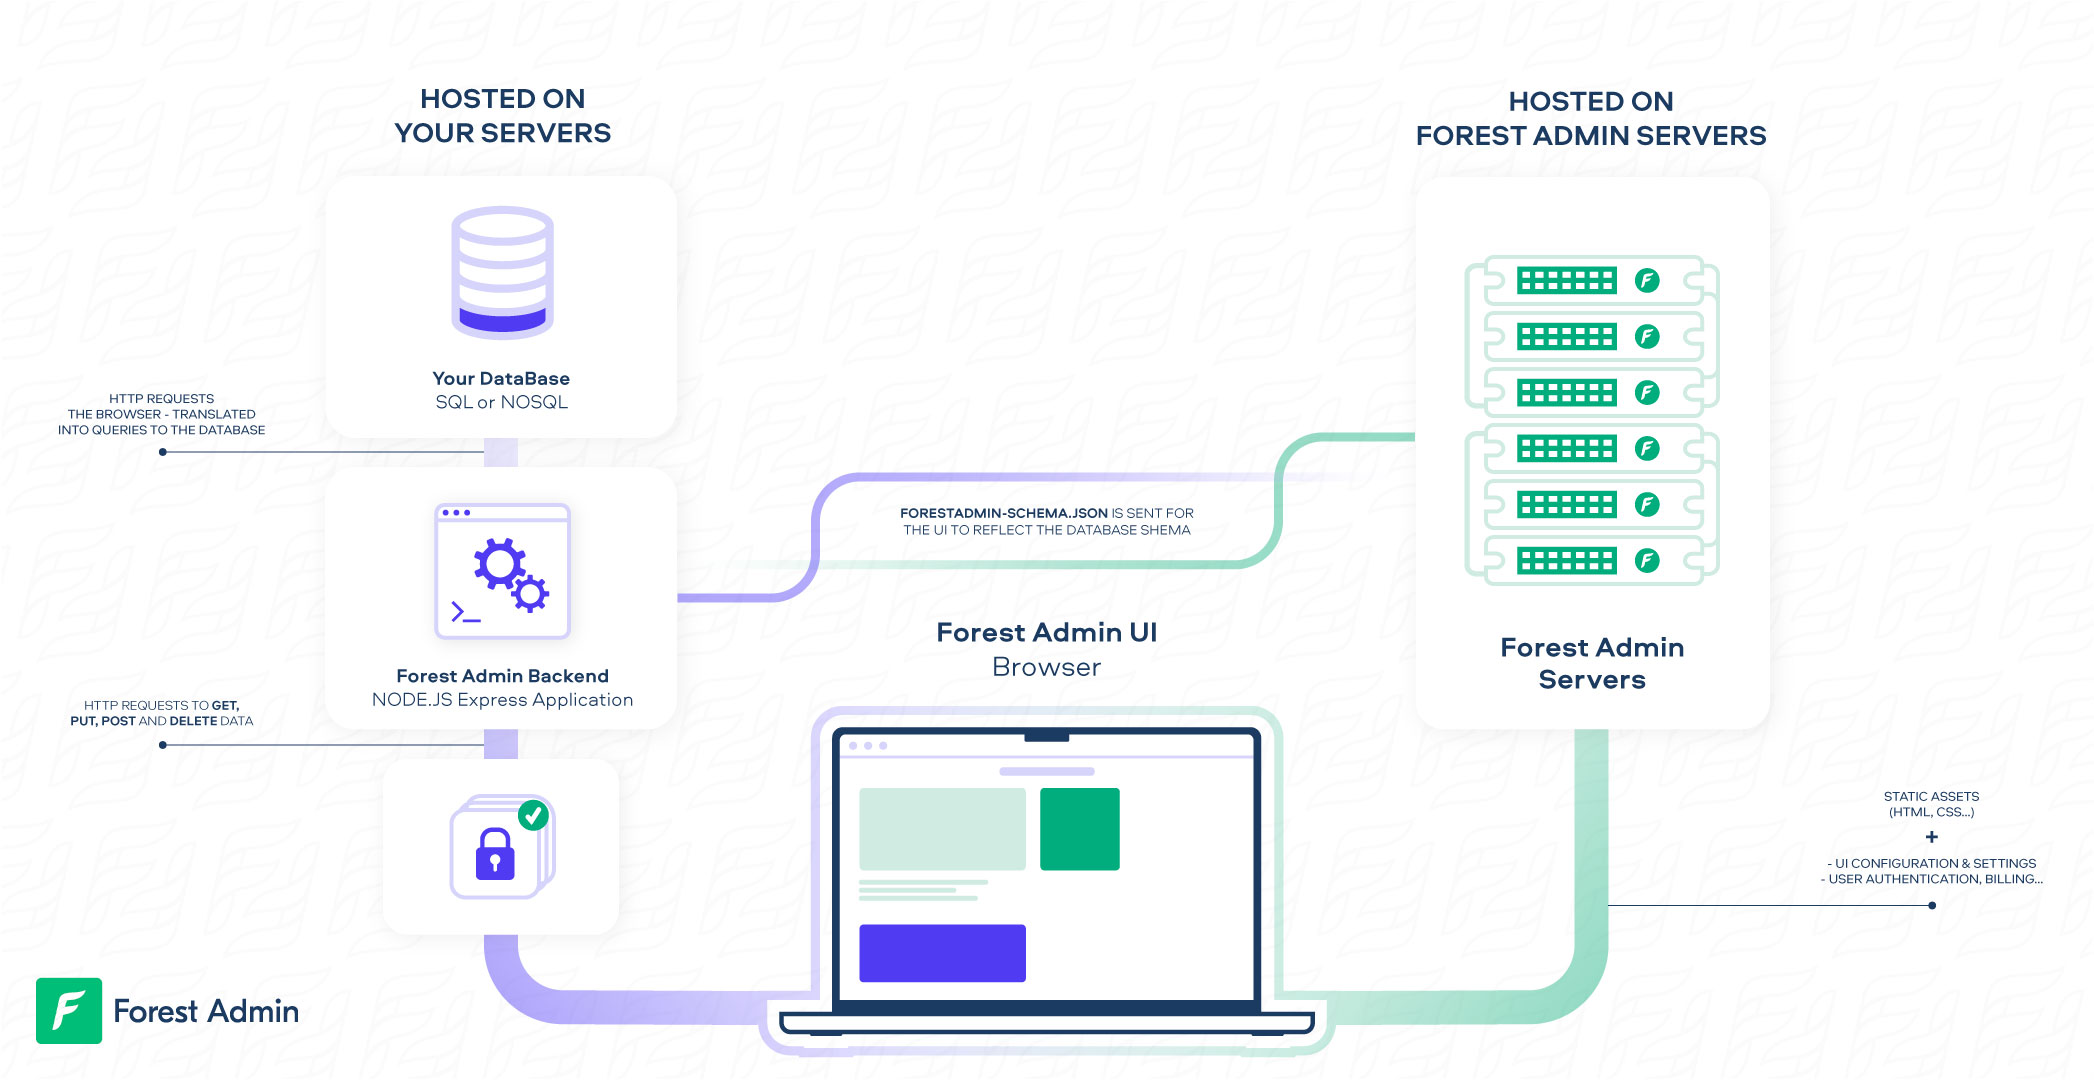 HOSTED ON
YOUR SERVERS
Your DataBase
SQL or NOSQL
HTTP REQUESTS
THE BROWSER - TRANSLATED
INTO QUERIES TO THE DATABASE
Forest Admin Backend
NODE.JS Express Application
HTTP REQUESTS TO GET,
PUT, POST AND DELETE DATA
FORESTADMIN-SCHEMA.JSON IS SENT FOR
THE UI TO REFLECT THE DATABASE SHEMA
Forest Admin UI
Browser
HOSTED ON
FOREST ADMIN SERVERS
F
F
F
F
F
F
Forest Admin
Servers
STATIC ASSETS
(HTML, CSS...)
+
- UI CONFIGURATION & SETTINGS
- USER AUTHENTICATION, BILLING...
F Forest Admin